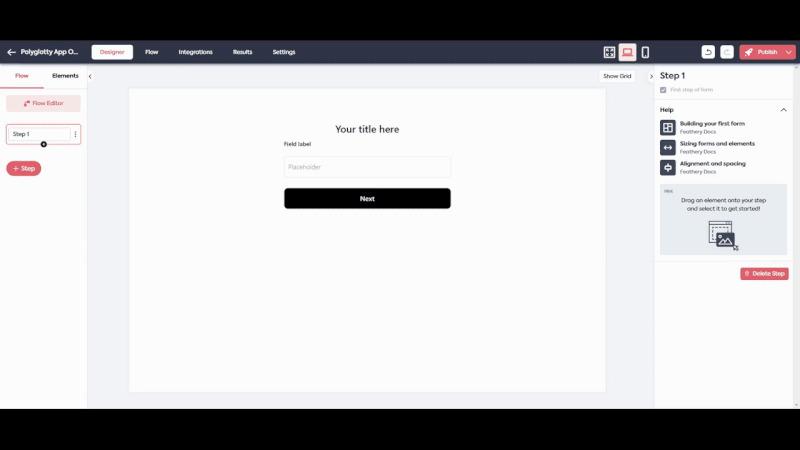 Polyglotty App O...
Designer
Flow
Integrations
Results
Settings
Publish
Flow
Elements
Show Grid
Step 1
First step of form
Flow Editor
Step 1
+ Step
Your title here
Field label
Placeholder
Next
Help
Building your first form
Feathery Docs
Sizing forms and elements
Feathery Docs
Alignment and spacing
Feathery Docs
Drag an element onto your step
and select it to get started!
Delete Step